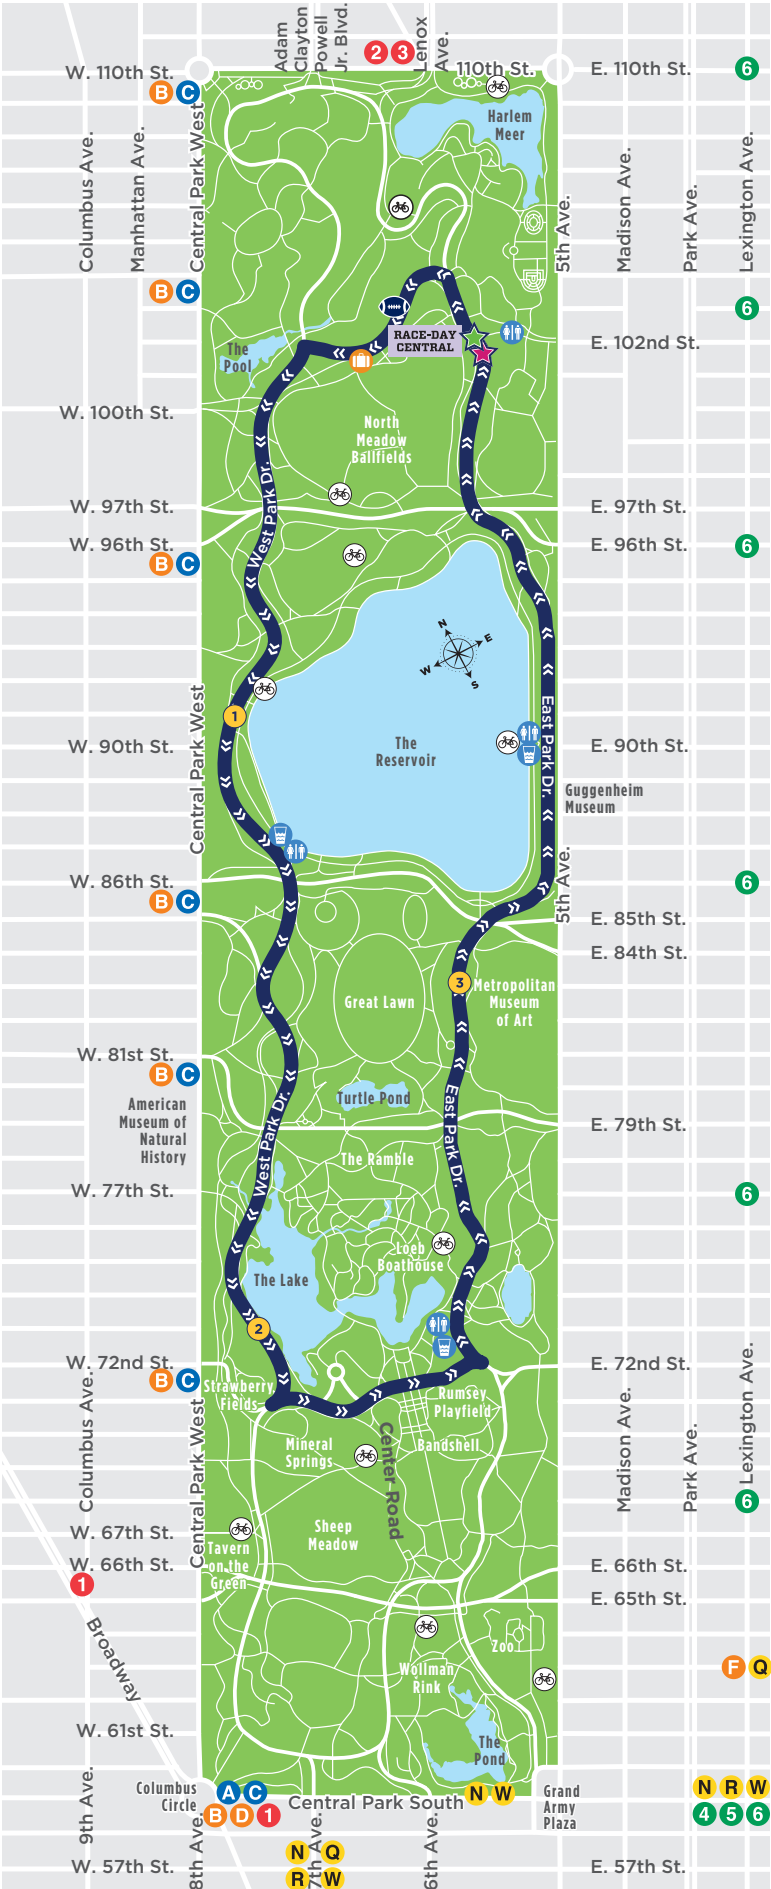 Adam
Clayton
Powell
Jr. Blvd.
2 3
Lenox
Ave.
W. 110th St.
110th St.
E. 110th St.
6
B C
Harlem
Meer
Columbus Ave.
Manhattan Ave.
Central Park West
5th Ave.
Madison Ave.
Park Ave.
Lexington Ave.
B C
6
RACE-DAY
CENTRAL
E. 102nd St.
The
Pool
W. 100th St.
North
Meadow
Ballfields
West Park Dr.
W. 97th St.
E. 97th St.
W. 96th St.
E. 96th St.
B C
6
N
E
W
S
Central Park West
1
W. 90th St.
The
Reservoir
East Park Dr.
E. 90th St.
Guggenheim
Museum
5th Ave.
W. 86th St.
6
B C
E. 85th St.
E. 84th St.
3
Metropolitan
Museum
of Art
Great Lawn
W. 81st St.
B C
American
Museum of
Natural
History
Turtle Pond
West Park Dr.
East Park Dr.
E. 79th St.
The Ramble
W. 77th St.
6
Loeb
Boathouse
The Lake
2
W. 72nd St.
E. 72nd St.
B C
Strawberry
Fields
Rumsey
Playfield
Columbus Ave.
Central Park West
Mineral
Springs
Center Road
Bandshell
Madison Ave.
Park Ave.
Lexington Ave.
6
W. 67th St.
Sheep
Meadow
Tavern
on the
Green
W. 66th St.
E. 66th St.
1
E. 65th St.
Broadway
Zoo
Wollman
Rink
F Q
W. 61st St.
The
Pond
Columbus
Circle
A C
B D 1
Central Park South
N W
Grand
Army
Plaza
N R W
4 5 6
9th Ave.
8th Ave.
7th Ave.
6th Ave.
N Q
R W
W. 57th St.
E. 57th St.